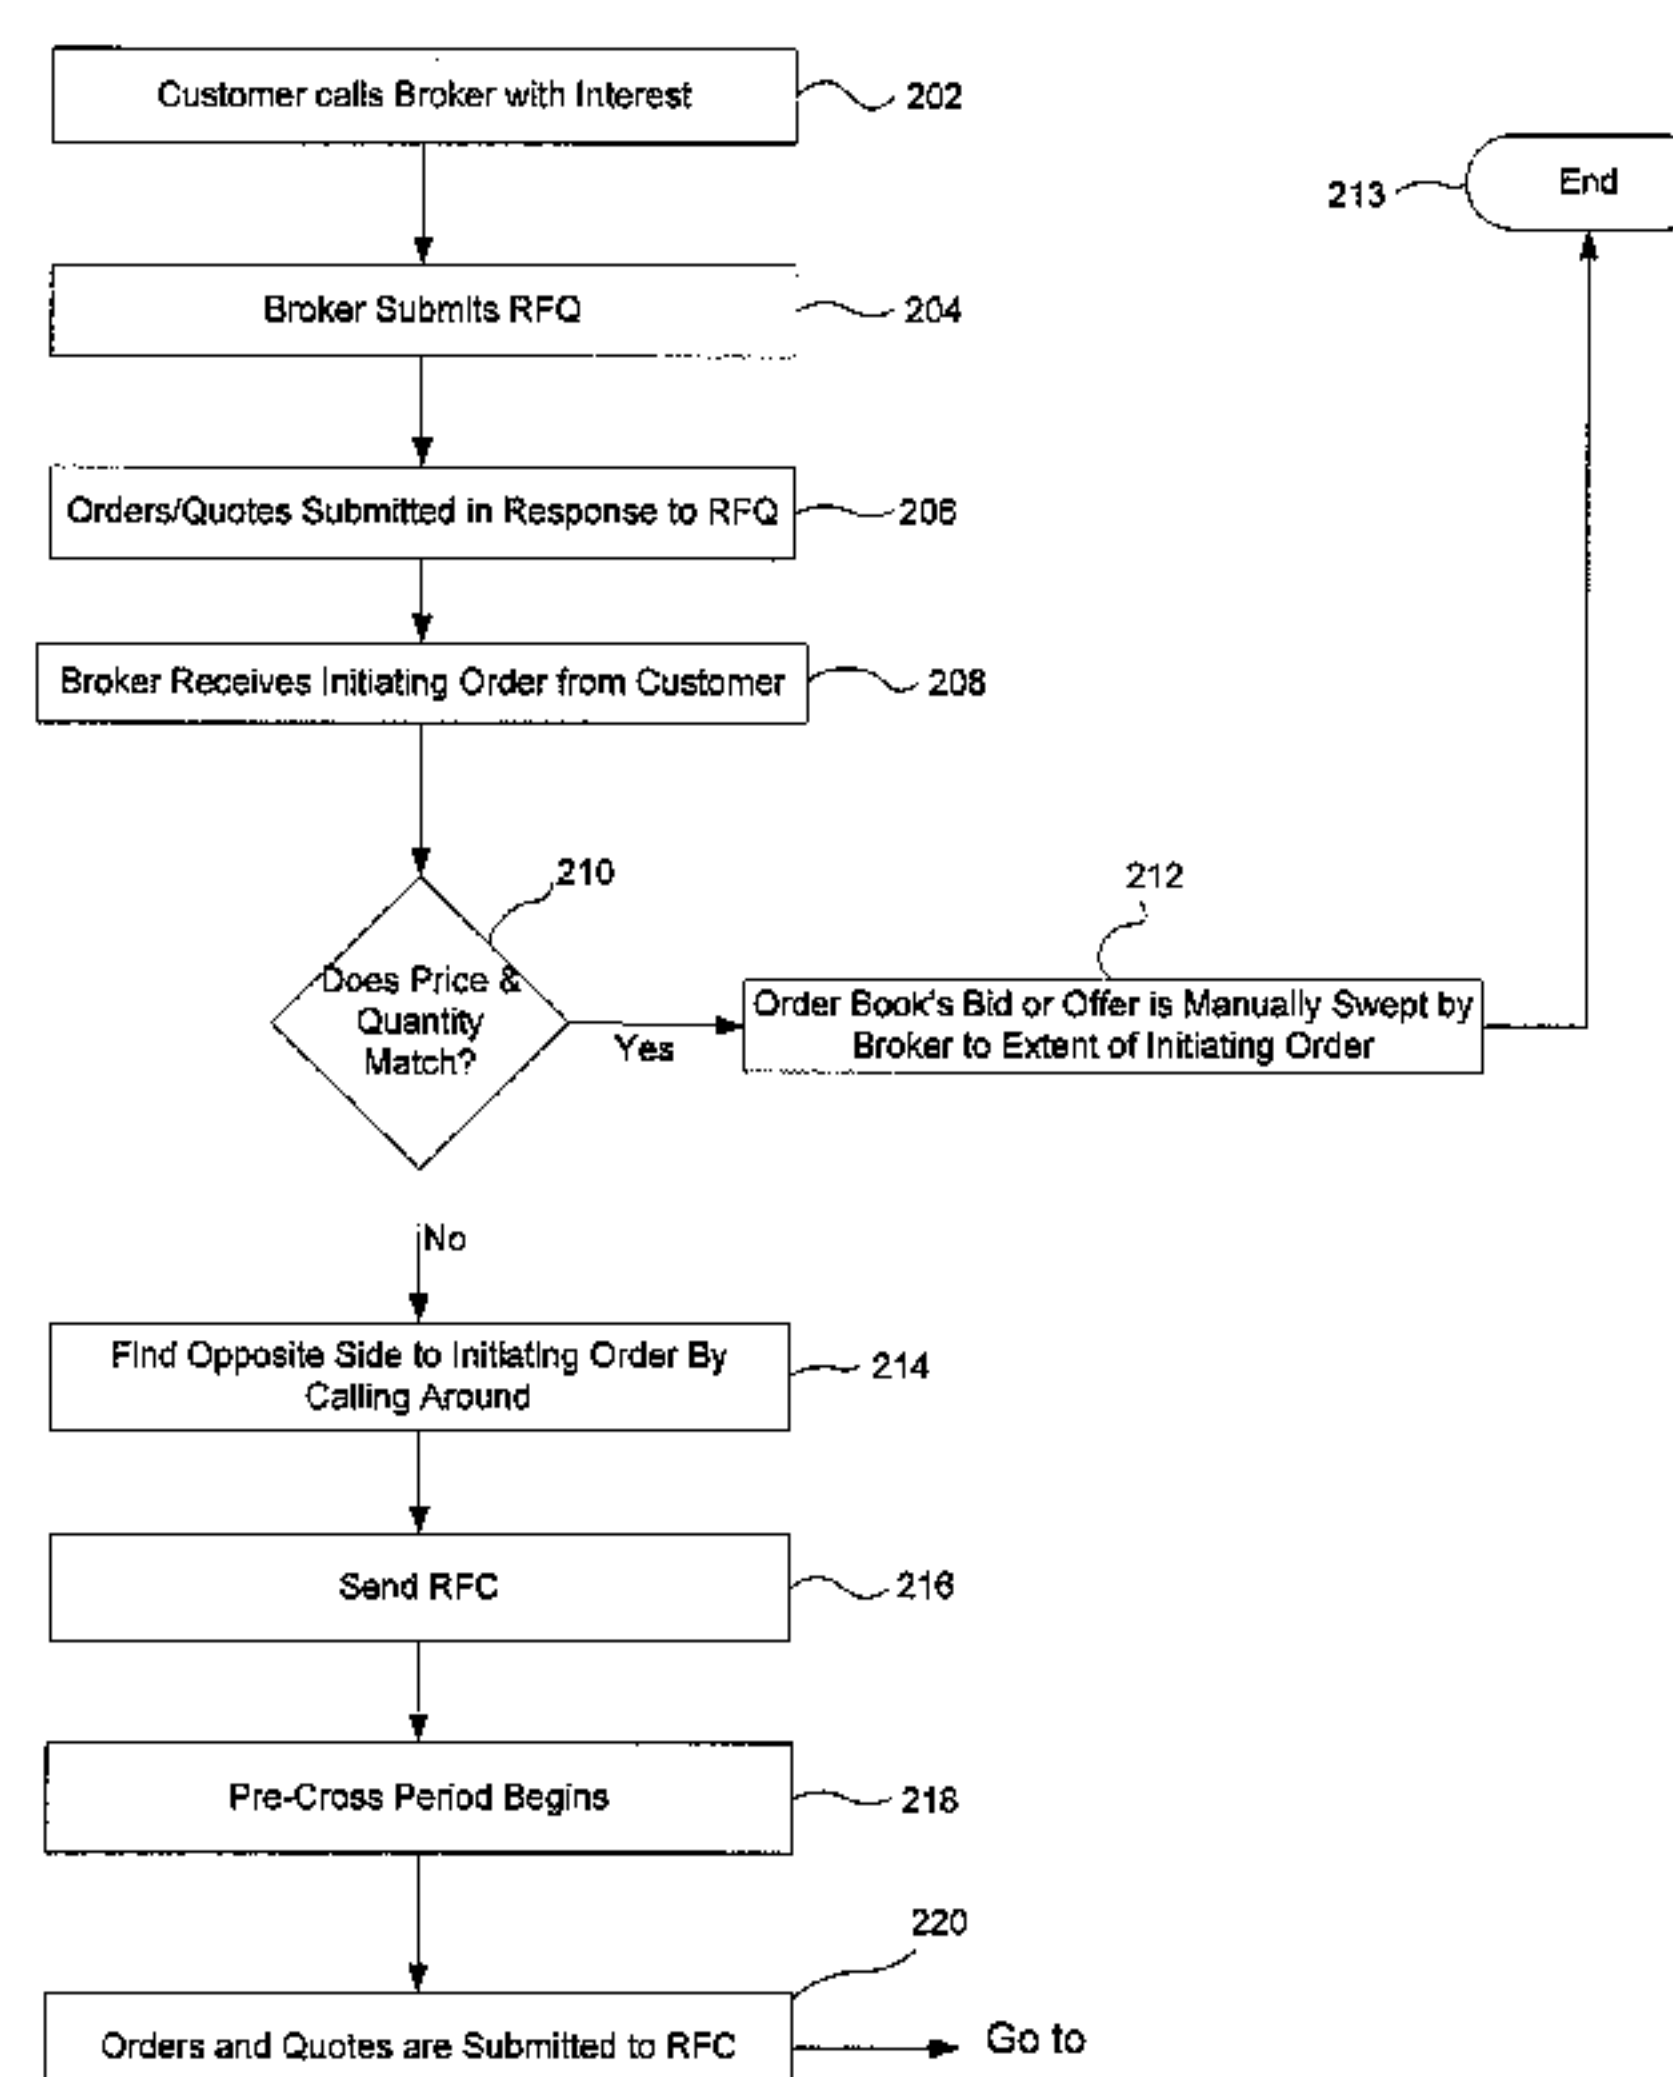 Customer calls Broker with Interest
202
End
213
Broker Submits RFQ
204
Orders/Quotes Submitted in Response to RFQ
206
Broker Receives Initiating Order from Customer
208
210
Does Price &
Quantity
Match?
Yes
212
Order Book's Bid or Offer is Manually Swept by
Broker to Extent of Initiating Order
No
Find Opposite Side to Initiating Order By
Calling Around
214
Send RFC
216
Pre-Cross Period Begins
218
220
Orders and Quotes are Submitted to RFC
Go to